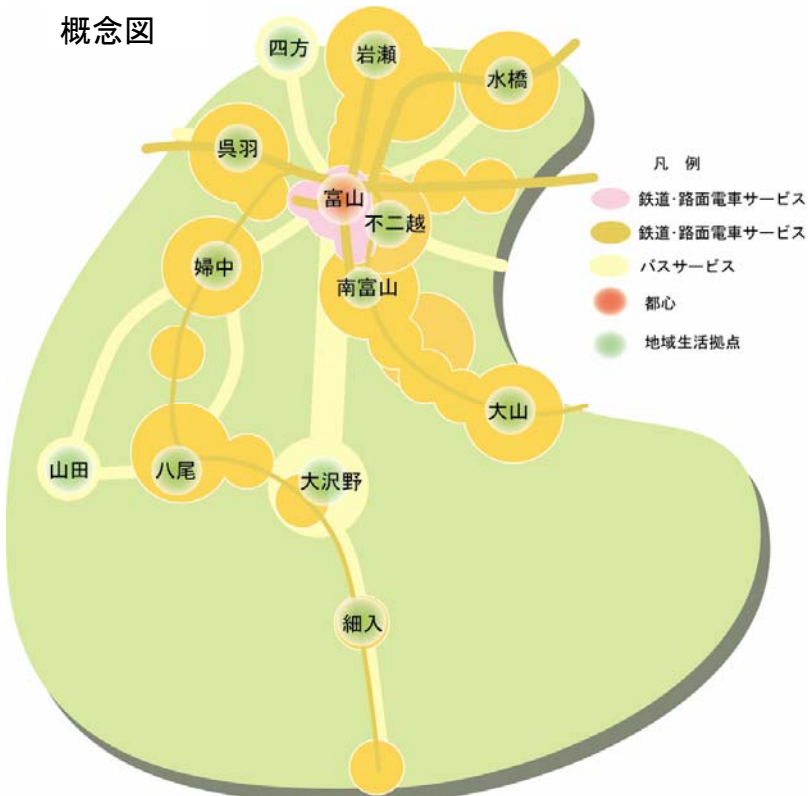 概念図
四方
岩瀬
水橋
呉羽
富山
不二越
婦中
南富山
大山
山田
八尾
大沢野
細入
凡 例
鉄道･路面電車サービス
鉄道･路面電車サービス
バスサービス
都心
地域生活拠点